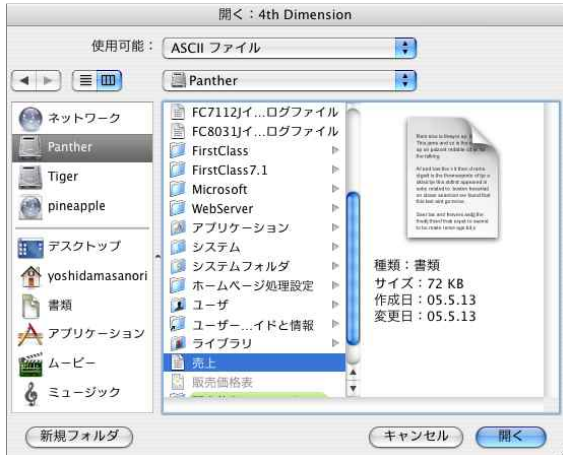 開く：4th Dimension
使用可能：
ASCII ファイル
Panther
ネットワーク
Panther
Tiger
pineapple
デスクトップ
yoshidamasanori
書類
アプリケーション
ムービー
ミュージック
FC7112Jイ...ログファイル
FC8031Jイ...ログファイル
FirstClass
FirstClass7.1
Microsoft
WebServer
アプリケーション
システム
システムフォルダ
ホームページ処理設定
ユーザ
ユーザー...イドと情報
ライブラリ
売上
販売価格表
種類：書類
サイズ：72 KB
作成日：05.5.13
変更日：05.5.13
新規フォルダ
キャンセル
開く